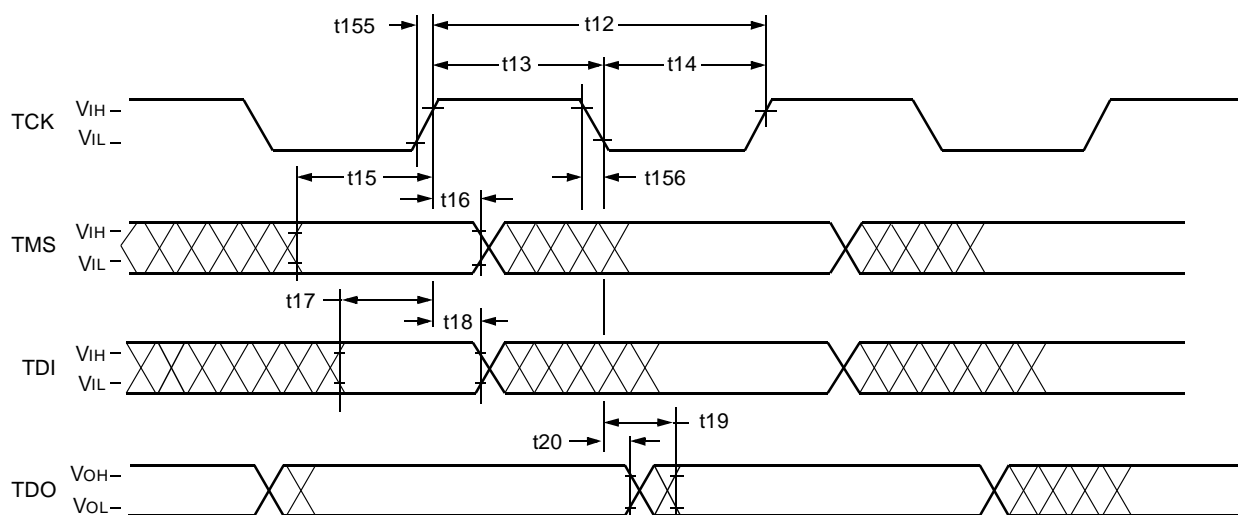 t155
t12
t13
t14
TCK
VIH
VIL
t15
t16
t156
TMS
VIH
VIL
t17
t18
TDI
VIH
VIL
t20
t19
TDO
VOH
VOL